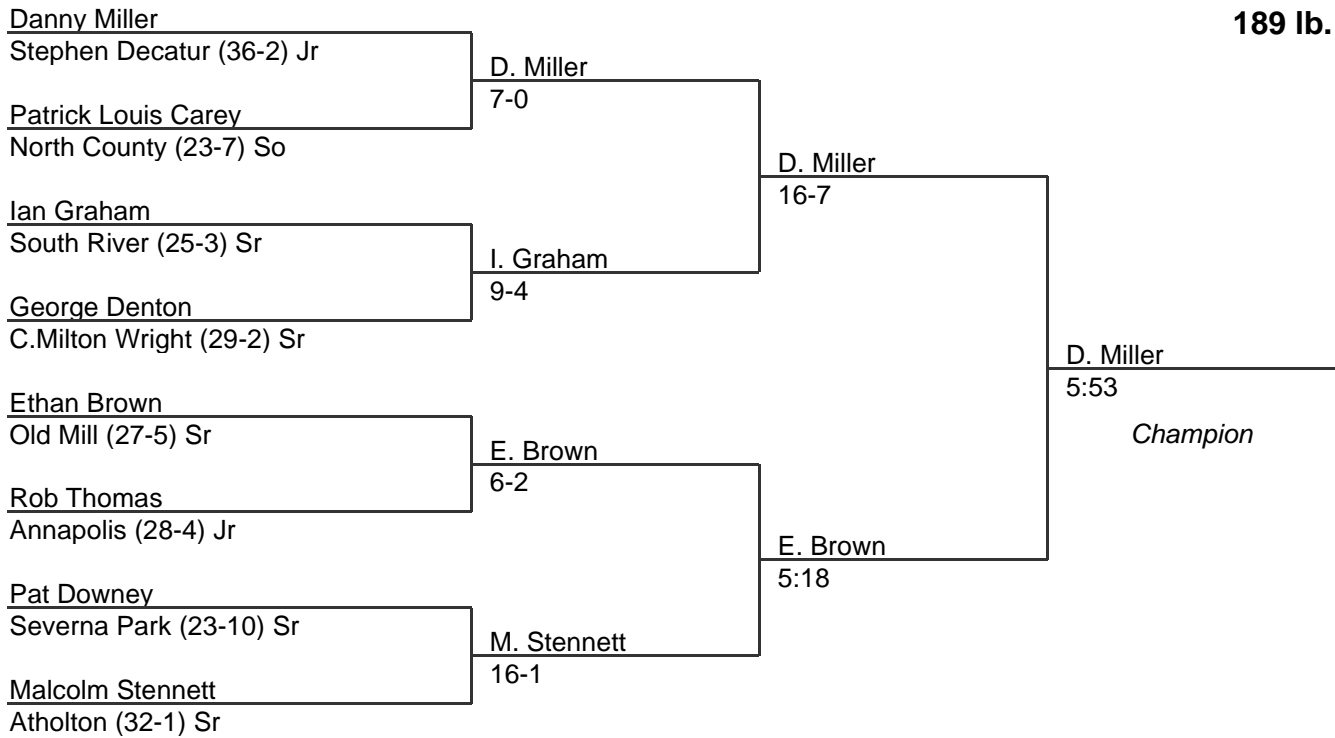 189 lb.
Danny Miller
Stephen Decatur (36-2) Jr
Patrick Louis Carey
North County (23-7) So
Ian Graham
South River (25-3) Sr
George Denton
C.Milton Wright (29-2) Sr
Ethan Brown
Old Mill (27-5) Sr
Rob Thomas
Annapolis (28-4) Jr
Pat Downey
Severna Park (23-10) Sr
Malcolm Stennett
Atholton (32-1) Sr
D. Miller
7-0
I. Graham
9-4
E. Brown
6-2
M. Stennett
16-1
D. Miller
16-7
E. Brown
5:18
D. Miller
5:53
Champion